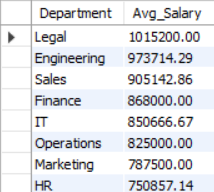 Department Avg_Salary
Legal 1015200.00
Engineering 973714.29
Sales 905142.86
Finance 868000.00
IT 850666.67
Operations 825000.00
Marketing 787500.00
HR 750857.14